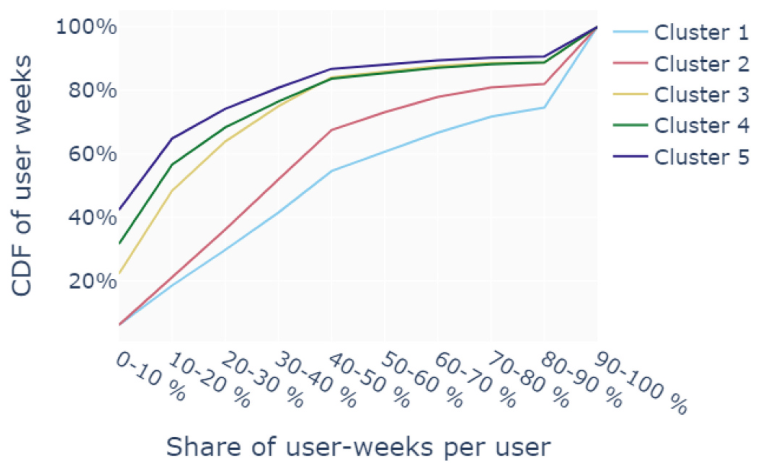 100%
80%
60%
40%
20%
CDF of user weeks
0-10 %
10-20 %
20-30 %
30-40 %
40-50 %
50-60 %
60-70 %
70-80 %
80-90 %
90-100 %
Share of user-weeks per user
Cluster 1
Cluster 2
Cluster 3
Cluster 4
Cluster 5